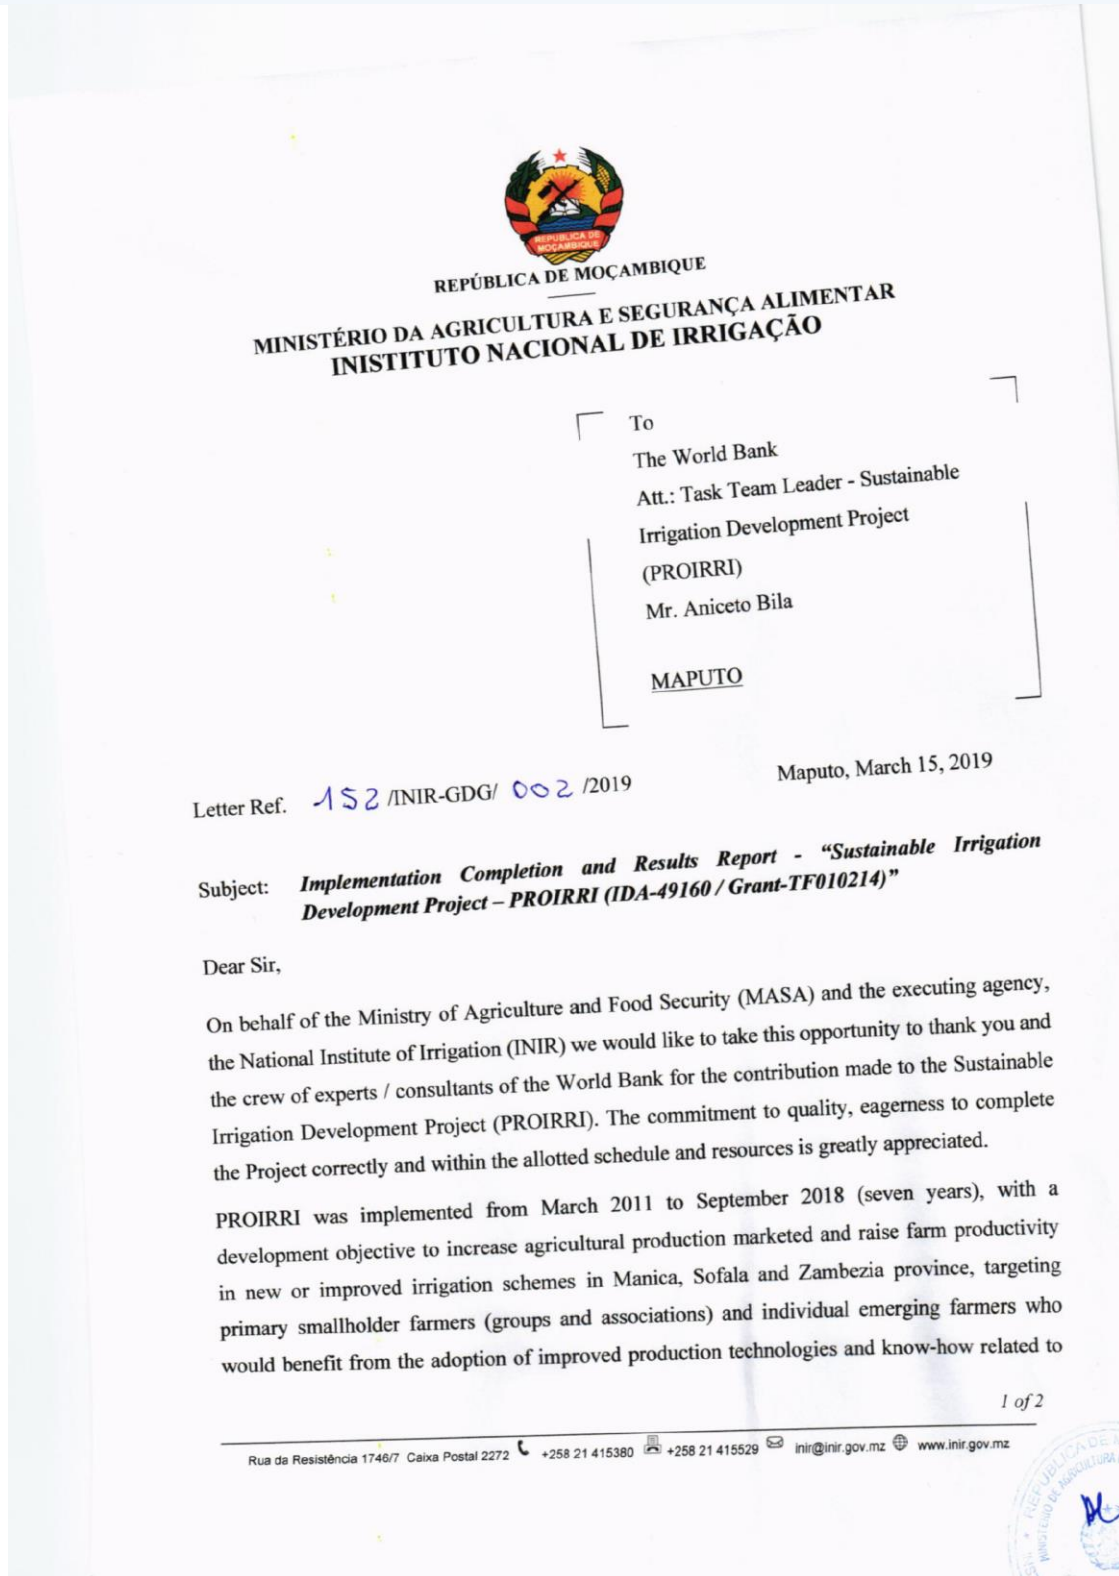 REPÚBLICA DE
MOÇAMBIQUE
REPÚBLICA DE MOÇAMBIQUE
MINISTÉRIO DA AGRICULTURA E SEGURANÇA ALIMENTAR
INISTITUTO NACIONAL DE IRRIGAÇÃO
To
The World Bank
Att.: Task Team Leader - Sustainable
Irrigation Development Project
(PROIRRI)
Mr. Aniceto Bila
MAPUTO
Maputo, March 15, 2019
Letter Ref. 152 /INIR-GDG/ 002 /2019
Subject: Implementation Completion and Results Report - “Sustainable Irrigation
Development Project – PROIRRI (IDA-49160 / Grant-TF010214)”
Dear Sir,
On behalf of the Ministry of Agriculture and Food Security (MASA) and the executing agency,
the National Institute of Irrigation (INIR) we would like to take this opportunity to thank you and
the crew of experts / consultants of the World Bank for the contribution made to the Sustainable
Irrigation Development Project (PROIRRI). The commitment to quality, eagerness to complete
the Project correctly and within the allotted schedule and resources is greatly appreciated.
PROIRRI was implemented from March 2011 to September 2018 (seven years), with a
development objective to increase agricultural production marketed and raise farm productivity
in new or improved irrigation schemes in Manica, Sofala and Zambezia province, targeting
primary smallholder farmers (groups and associations) and individual emerging farmers who
would benefit from the adoption of improved production technologies and know-how related to
1 of 2
Rua da Resistência 1746/7 Caixa Postal 2272 +258 21 415380 +258 21 415529 inir@inir.gov.mz www.inir.gov.mz